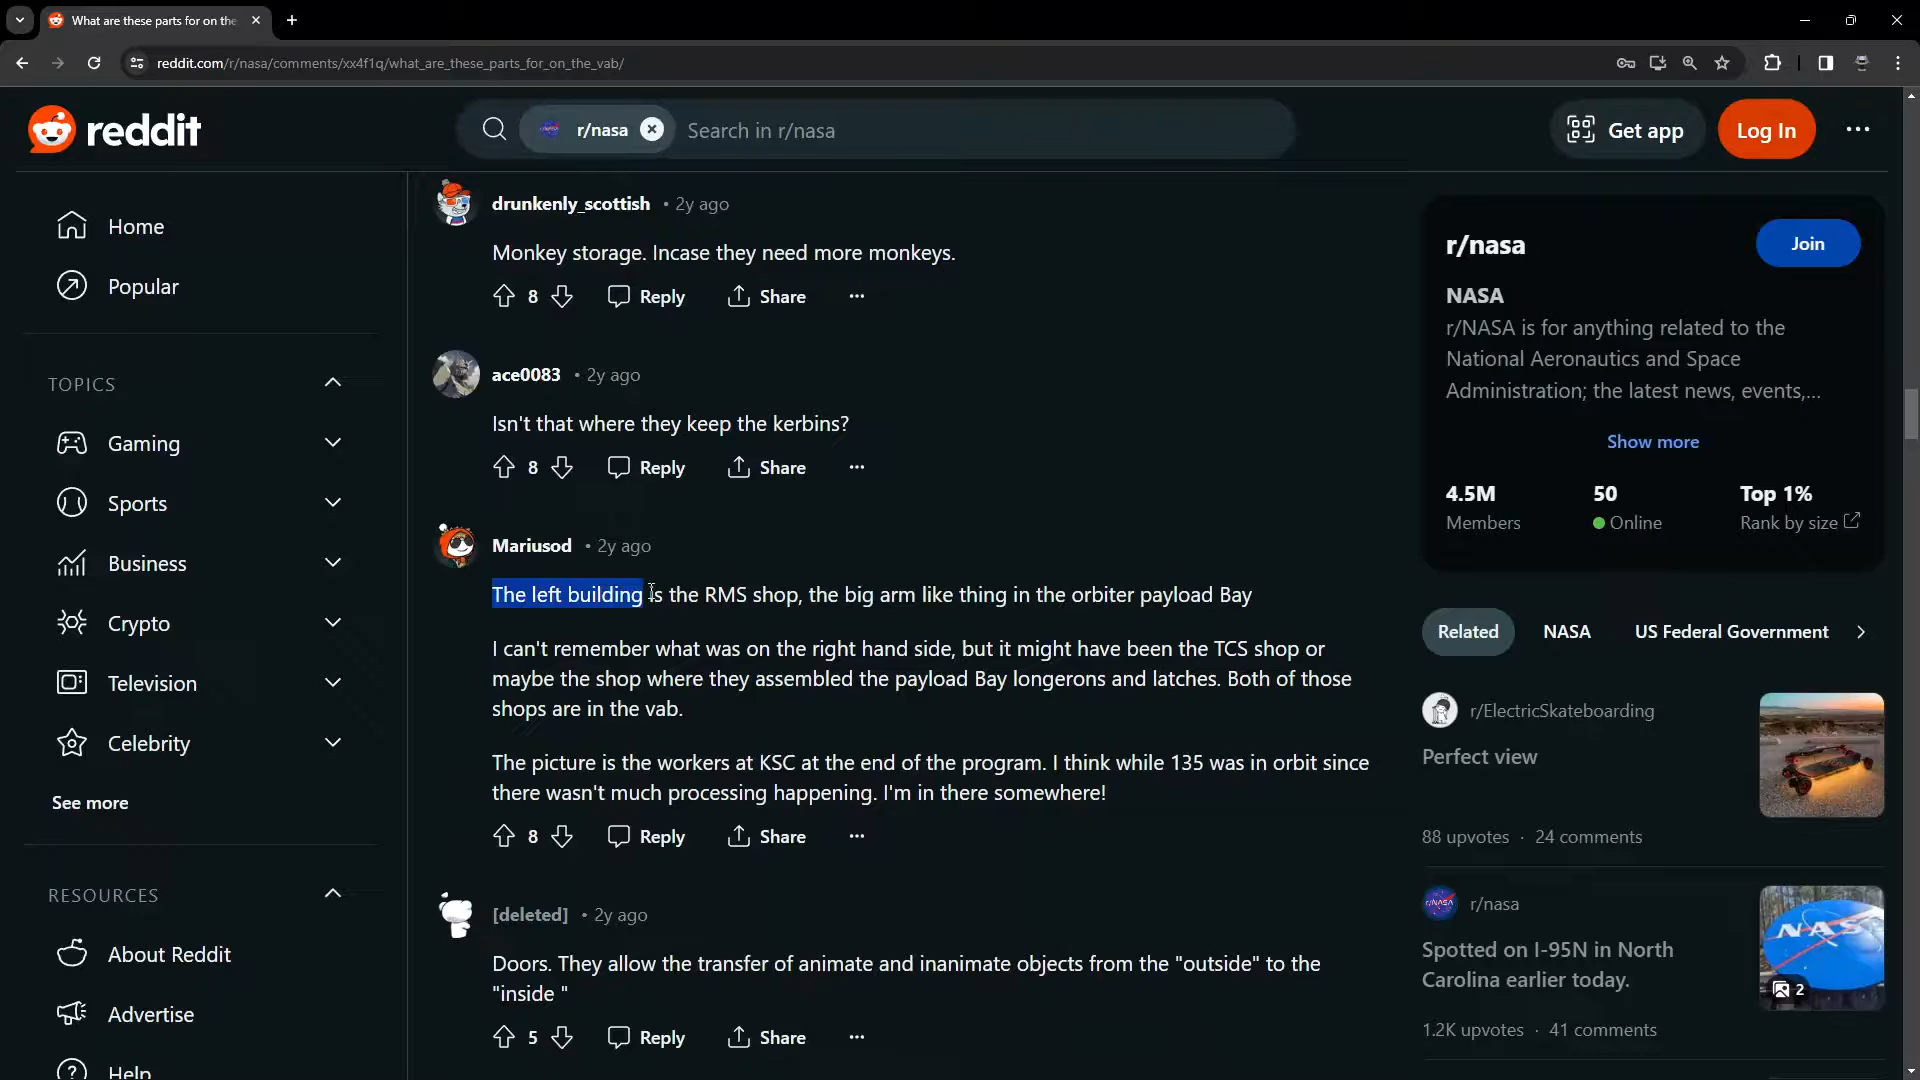 What are these parts for on the
reddit.com/r/nasa/comments/xx4f1q/what_are_these_parts_for_on_the_vab/
reddit
r/nasa
Search in r/nasa
Get app
Log In
Home
Popular
TOPICS
Gaming
Sports
Business
Crypto
Television
Celebrity
See more
RESOURCES
About Reddit
Advertise
Help
drunkenly_scottish • 2y ago
Monkey storage. Incase they need more monkeys.
8 Reply Share
ace0083 • 2y ago
Isn't that where they keep the kerbins?
8 Reply Share
Mariusod • 2y ago
The left building is the RMS shop, the big arm like thing in the orbiter payload Bay
I can't remember what was on the right hand side, but it might have been the TCS shop or
maybe the shop where they assembled the payload Bay longerons and latches. Both of those
shops are in the vab.
The picture is the workers at KSC at the end of the program. I think while 135 was in orbit since
there wasn't much processing happening. I'm in there somewhere!
8 Reply Share
[deleted] • 2y ago
Doors. They allow the transfer of animate and inanimate objects from the "outside" to the
"inside "
5 Reply Share
r/nasa
Join
NASA
r/NASA is for anything related to the
National Aeronautics and Space
Administration; the latest news, events,...
Show more
4.5M 50 Top 1%
Members Online Rank by size
Related NASA US Federal Government
r/ElectricSkateboarding
Perfect view
88 upvotes · 24 comments
r/NASA
r/nasa
Spotted on I-95N in North
Carolina earlier today.
NAS
2
1.2K upvotes · 41 comments